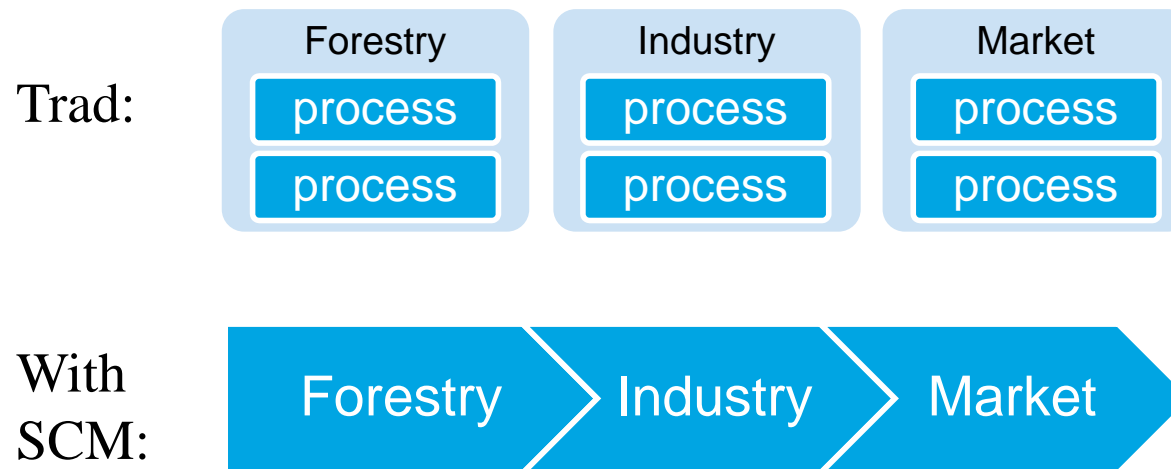 Forestry Industry Market
Trad:
process process process
process process process
With
SCM:
Forestry Industry Market